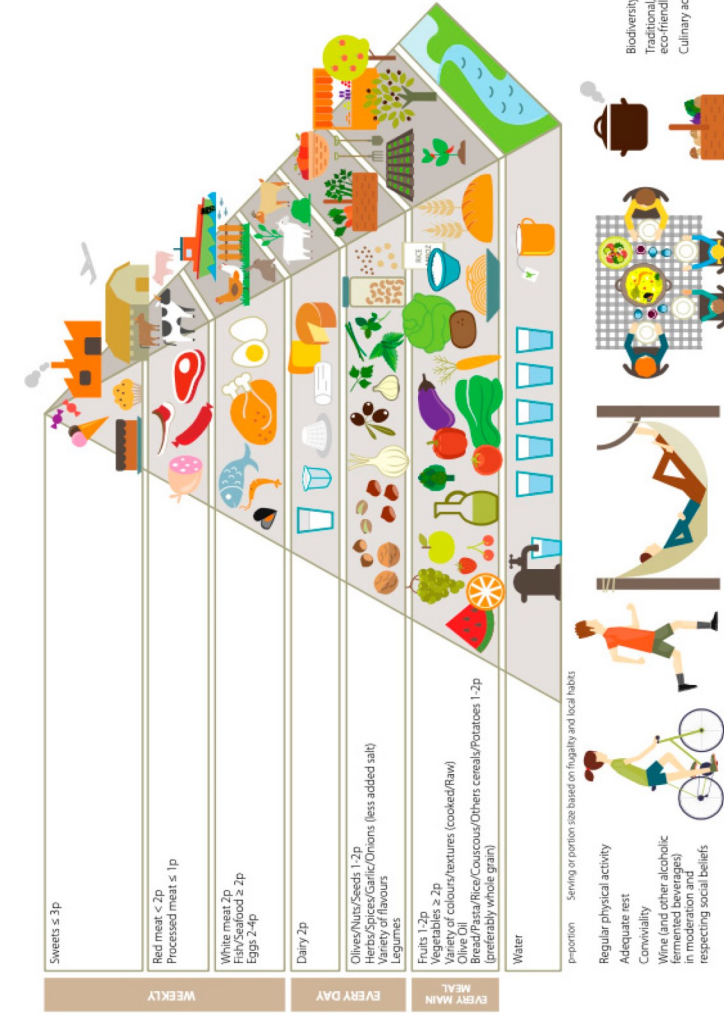 WEEKLY
Sweets ≤ 3p
Red meat < 2p
Processed meat ≤ 1p
White meat 2p
Fish/Seafood ≥ 2p
Eggs 2-4p
EVERY DAY
Dairy 2p
Olives/Nuts/Seeds 1-2p
Herbs/Spices/Garlic/Onions (less added salt)
Variety of flavours
Legumes
EVERY MAIN
MEAL
Fruits 1-2p
Vegetables ≥ 2p
Variety of colours/textures (cooked/Raw)
Olive Oil
Bread/Pasta/Rice/Couscous/Others cereals/Potatoes 1-2p
(preferably whole grain)
RICE
Water
p=portion
Serving or portion size based on frugality and local habits
Regular physical activity
Adequate rest
Conviviality
Wine (and other alcoholic
fermented beverages)
in moderation and
respecting social beliefs
Biodiversity
Traditional,
Culinary